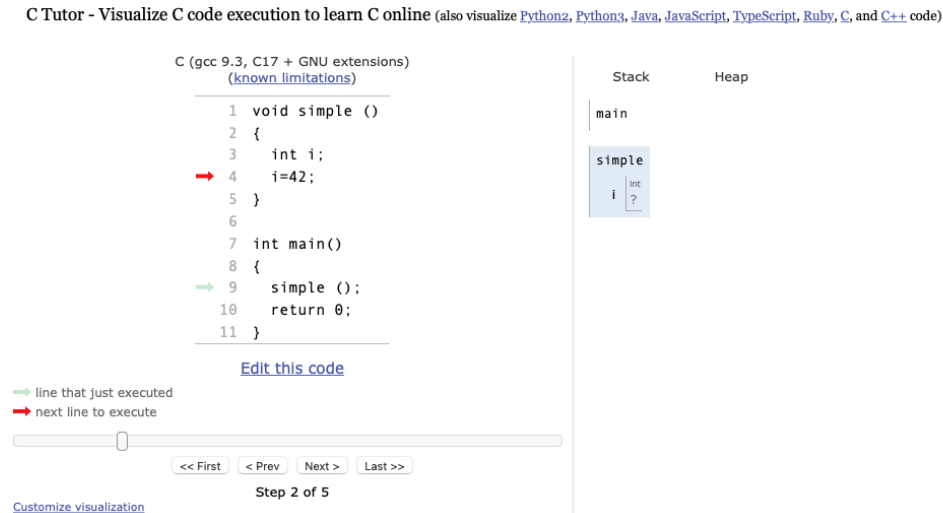 C Tutor - Visualize C code execution to learn C online (also visualize Python2, Python3, Java, JavaScript, TypeScript, Ruby, C, and C++ code)
C (gcc 9.3, C17 + GNU extensions)
(known limitations)
1 void simple ()
2 {
3   int i;
4   i=42;
5 }
6
7 int main()
8 {
9   simple ();
10   return 0;
11 }
Edit this code
line that just executed
next line to execute
<< First
< Prev
Next >
Last >>
Step 2 of 5
Customize visualization
Stack
Heap
main
simple
int
i ?